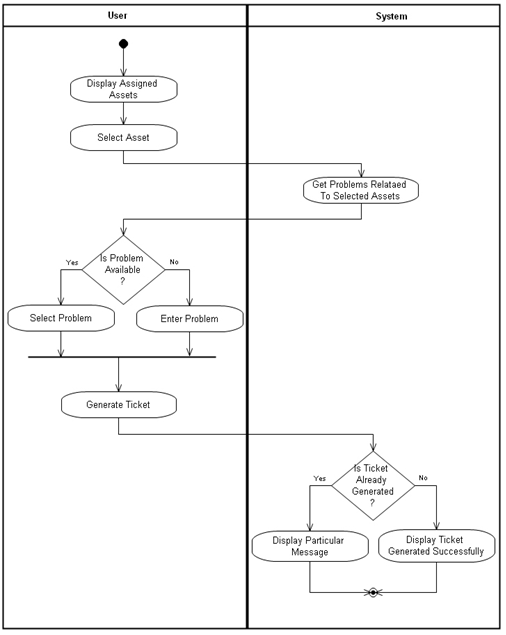 User
System
Display Assigned
Assets
Select Asset
Get Problems Relataed
To Selected Assets
Is Problem
Available
?
Yes
No
Select Problem
Enter Problem
Generate Ticket
Is Ticket
Already
Generated
?
Yes
No
Display Particular
Message
Display Ticket
Generated Successfully